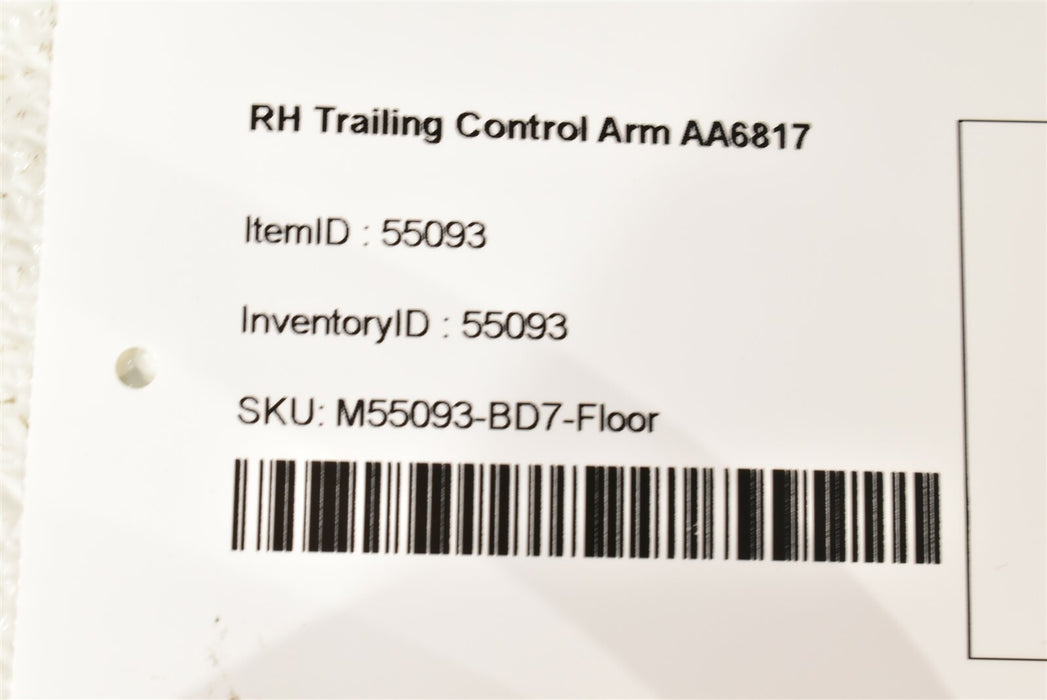 RH Trailing Control Arm AA6817
ItemID : 55093
InventoryID : 55093
SKU: M55093-BD7-Floor